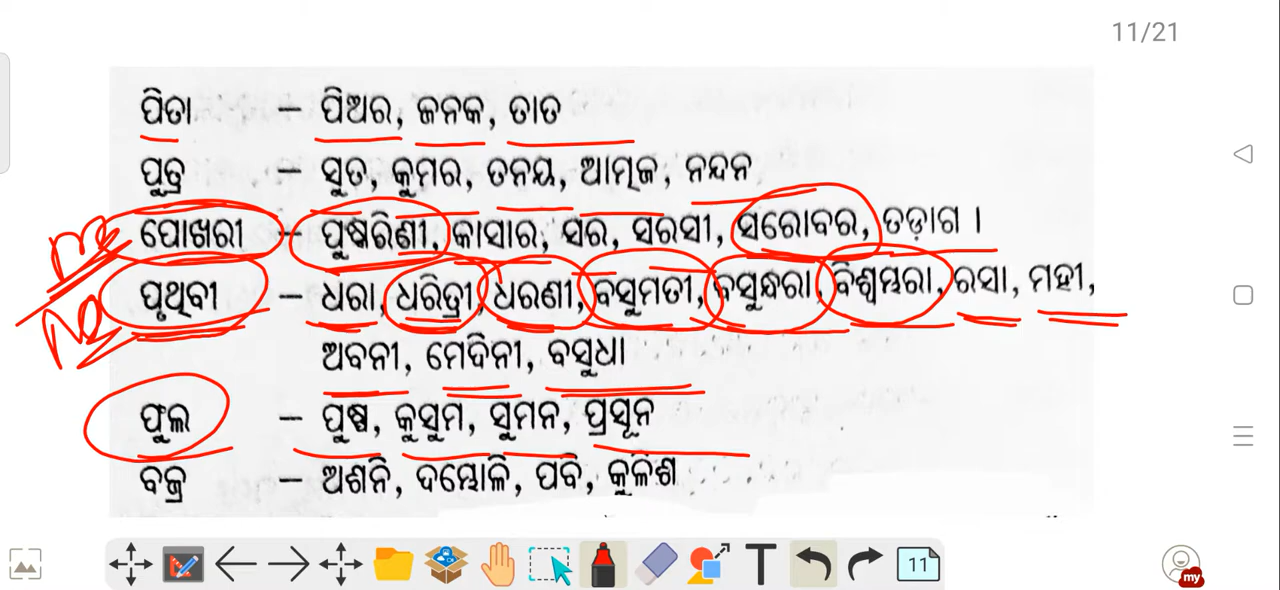 11/21
ପିତା – ପିଅର, ଜନକ, ତାତ
ପୁତ୍ର – ସୁତ, କୁମର, ତନୟ, ଆତ୍ମଜ, ନନ୍ଦନ
ପୋଖରୀ – ପୁଷ୍କରିଣୀ, କାସାର, ସର, ସରସୀ, ସରୋବର, ତଡ଼ାଗ ।
ପୃଥିବୀ – ଧରା, ଧରିତ୍ରୀ, ଧରଣୀ, ବସୁମତୀ, ବସୁନ୍ଧରା, ବିଶ୍ୱମ୍ଭରା, ରସା, ମହୀ,
ଅବନୀ, ମେଦିନୀ, ବସୁଧା
ଫୁଲ – ପୁଷ୍ପ, କୁସୁମ, ସୁମନ, ପ୍ରସୂନ
ବଜ୍ର – ଅଶନି, ଦମ୍ଭୋଳି, ପବି, କୁଳିଶ
T 11
my